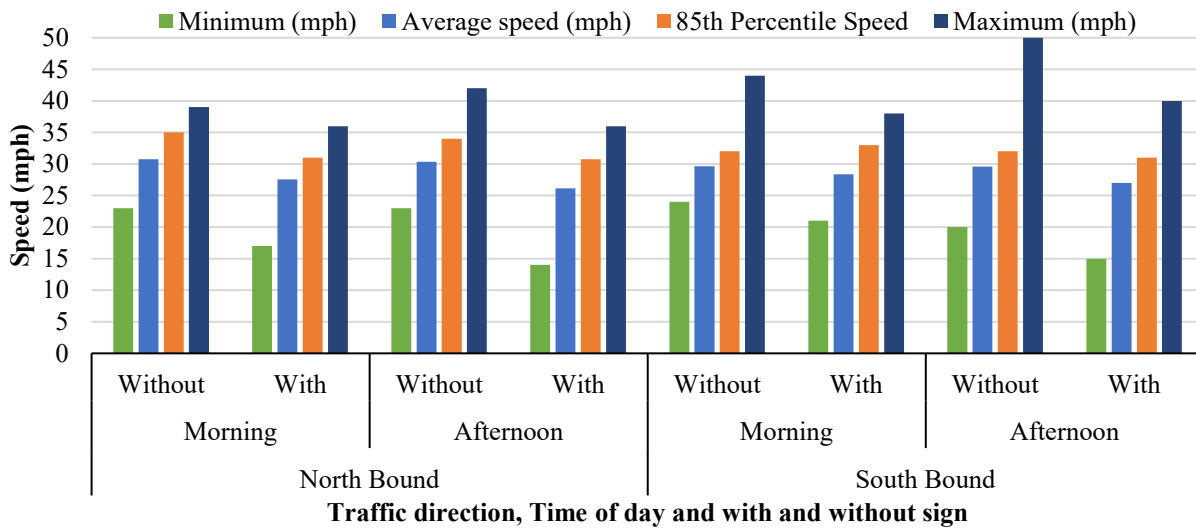 Minimum (mph) Average speed (mph) 85th Percentile Speed Maximum (mph)
50
45
40
35
30
25
20
15
10
5
0
Speed (mph)
Without With Without With Without With Without With
Morning Afternoon Morning Afternoon
North Bound South Bound
Traffic direction, Time of day and with and without sign